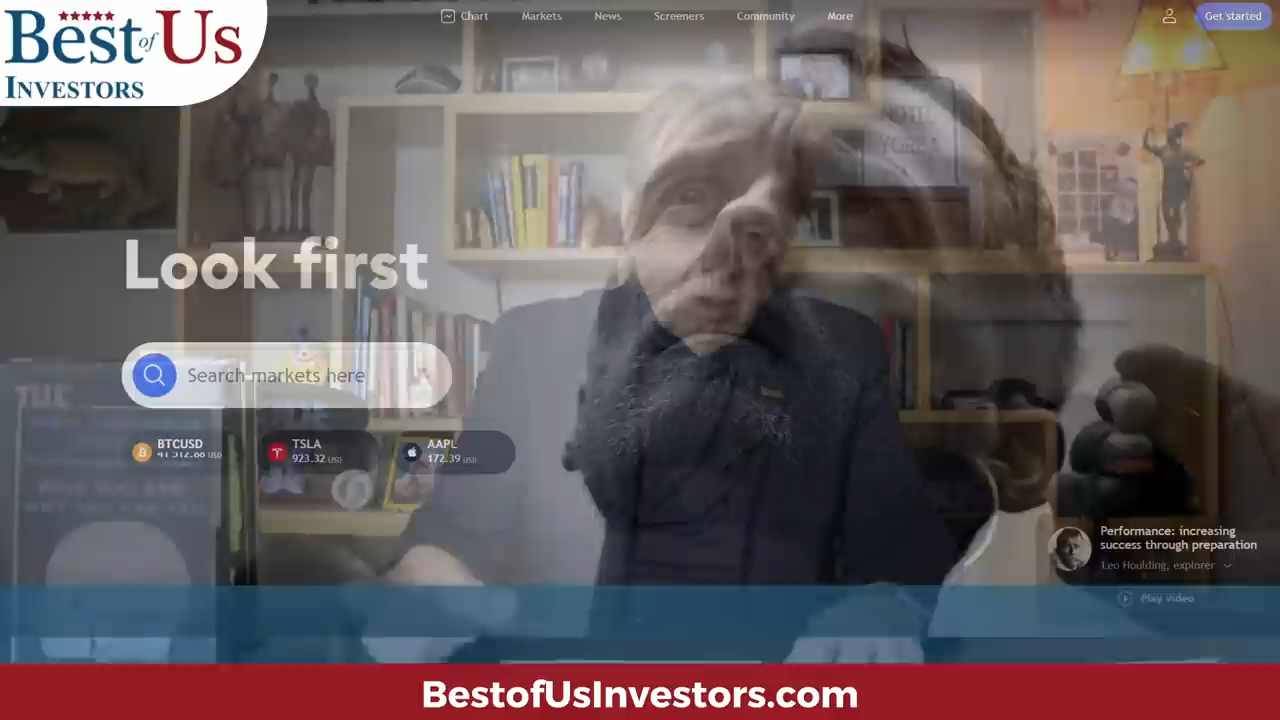 Best of Us
INVESTORS
Chart
Markets
News
Screeners
Community
More
Get started
Look first
Search markets here
BTCUSD
TSLA
923.32 USD
AAPL
172.39 USD
Performance: increasing
success through preparation
Leo Houlding, explorer
Play video
BestofUsInvestors.com